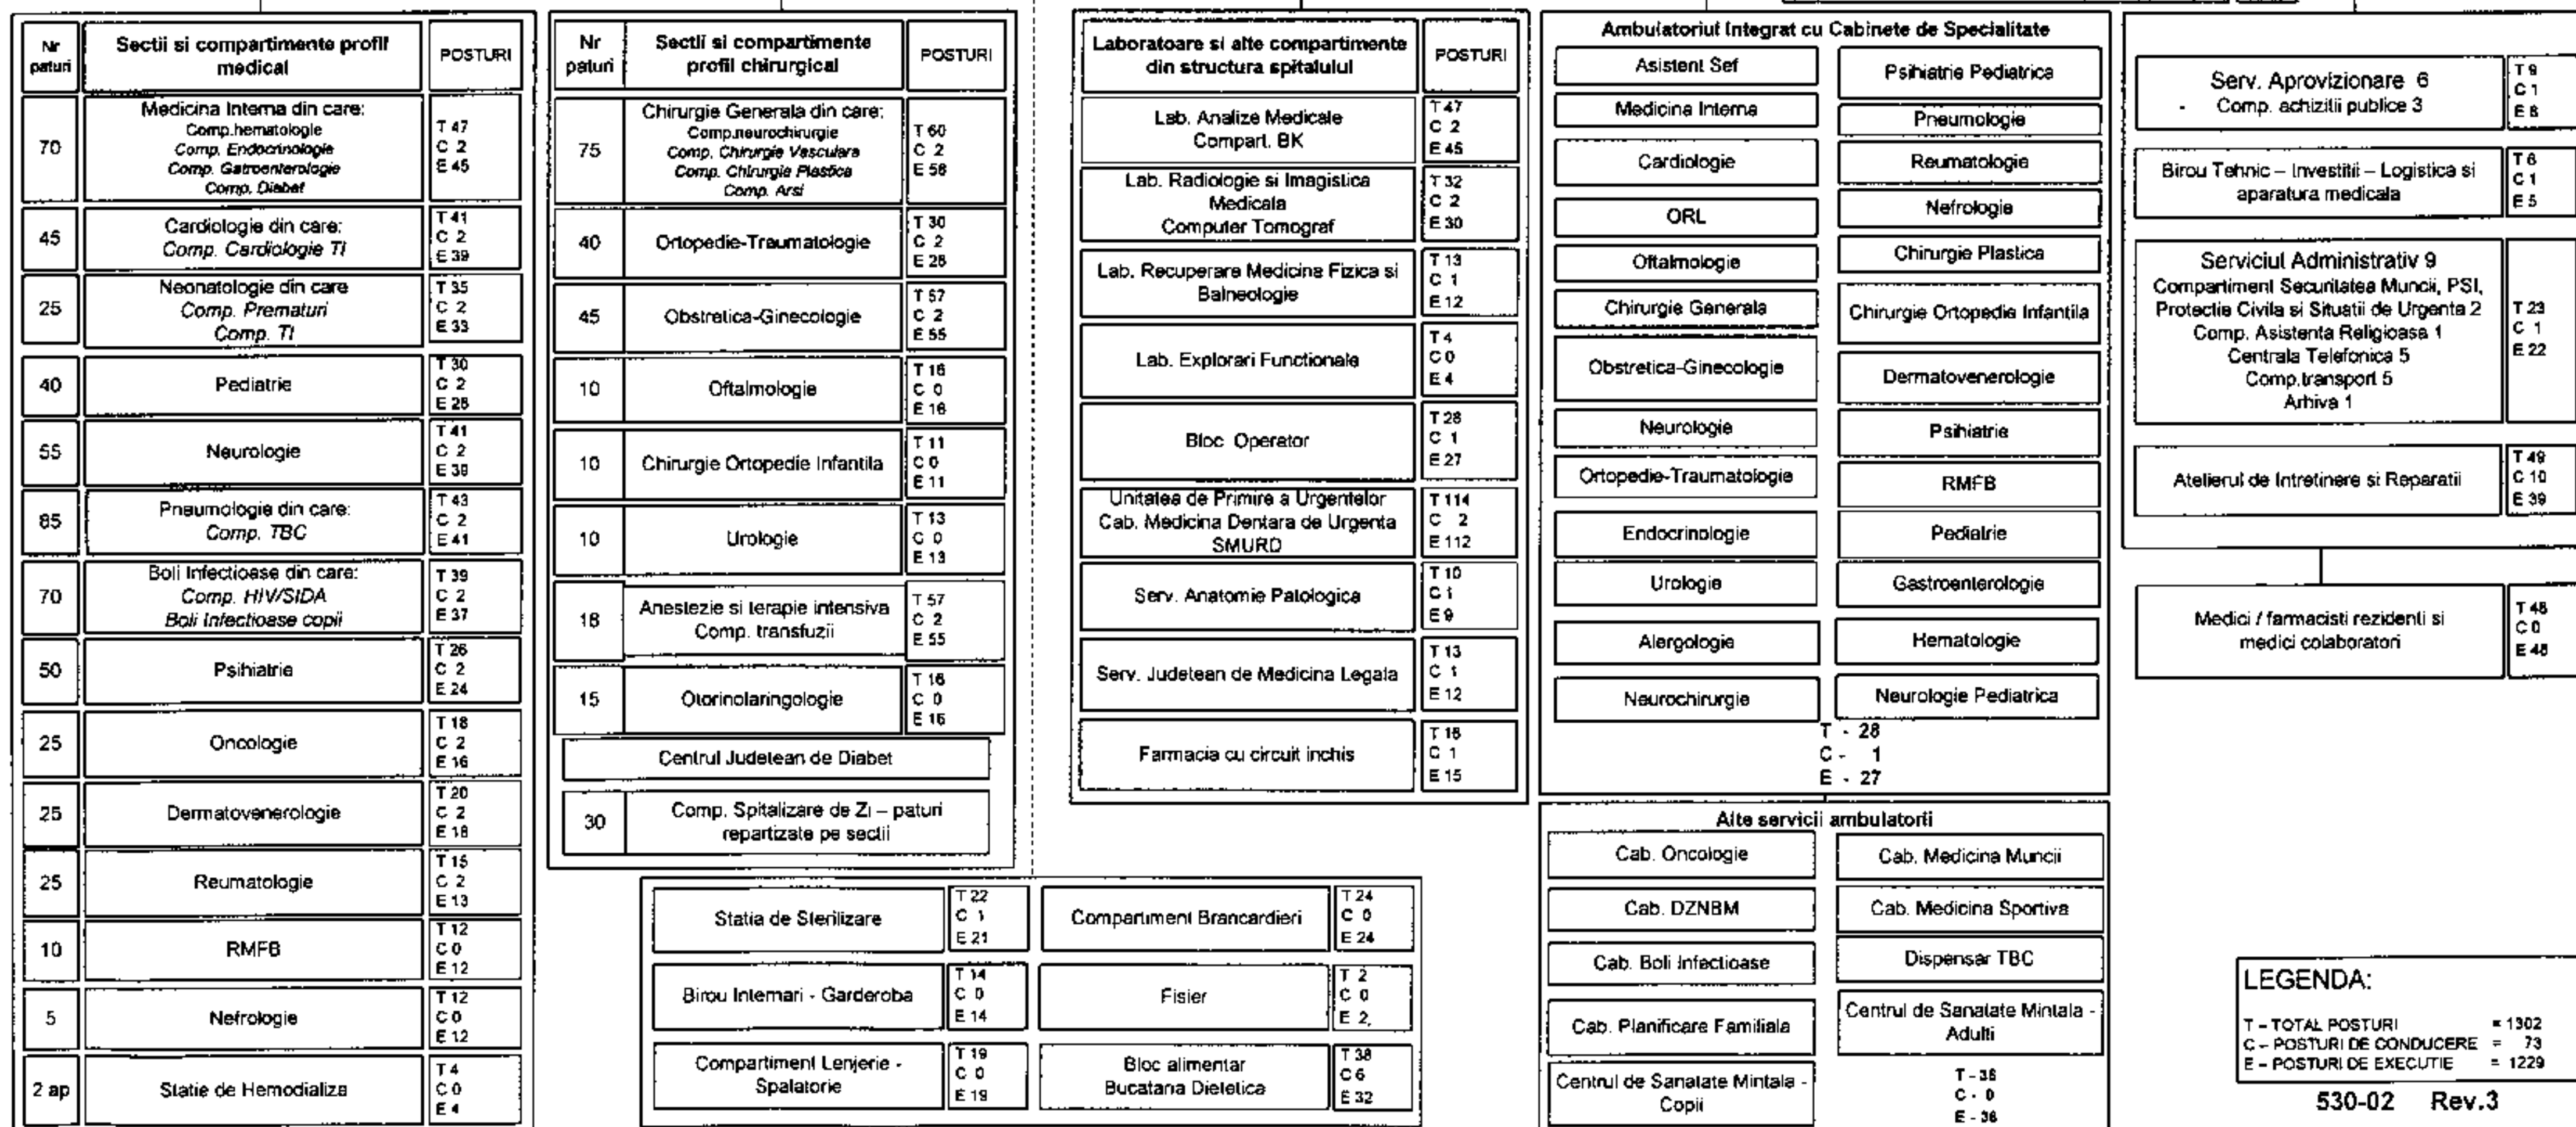 Nr paturi
Sectii si compartimente profil medical
POSTURI
70
Medicina Interna din care:
Comp.hematologie
Comp. Endocrinologie
Comp. Gatroenterologie
Comp. Diabet
T 47
C 2
E 45
45
Cardiologie din care:
Comp. Cardiologie TI
T 41
C 2
E 39
25
Neonatologie din care
Comp. Prematuri
Comp. TI
T 35
C 2
E 33
40
Pediatrie
T 30
C 2
E 28
55
Neurologie
T 41
C 2
E 39
85
Pneumologie din care:
Comp. TBC
T 43
C 2
E 41
70
Boli Infectioase din care:
Comp. HIV/SIDA
Boli Infectioase copii
T 39
C 2
E 37
50
Psihiatrie
T 26
C 2
E 24
25
Oncologie
T 18
C 2
E 16
25
Dermatovenerologie
T 20
C 2
E 18
25
Reumatologie
T 15
C 2
E 13
10
RMFB
T 12
C 0
E 12
5
Nefrologie
T 12
C 0
E 12
2 ap
Statie de Hemodializa
T 4
C 0
E 4
Nr paturi
Sectii si compartimente profil chirurgical
POSTURI
75
Chirurgie Generala din care:
Comp.neurochirurgie
Comp. Chirurgie Vasculara
Comp. Chirurgie Plastica
Comp. Arsi
T 60
C 2
E 58
40
Ortopedie-Traumatologie
T 30
C 2
E 28
45
Obstretica-Ginecologie
T 57
C 2
E 55
10
Oftalmologie
T 16
C 0
E 16
10
Chirurgie Ortopedie Infantila
T 11
C 0
E 11
10
Urologie
T 13
C 0
E 13
18
Anestezie si terapie intensiva
Comp. transfuzii
T 57
C 2
E 55
15
Otorinolaringologie
T 16
C 0
E 16
Centrul Judetean de Diabet
30
Comp. Spitalizare de Zi – paturi
repartizate pe sectii
Statia de Sterilizare
T 22
C 1
E 21
Compartiment Brancardieri
T 24
C 0
E 24
Birou Internari - Garderoba
T 14
C 0
E 14
Fisier
T 2
C 0
E 2,
Compartiment Lenjerie -
Spalatorie
T 19
C 0
E 19
Bloc alimentar
Bucataria Dietetica
T 38
C 6
E 32
Laboratoare si alte compartimente
din structura spitalului
POSTURI
Lab. Analize Medicale
Compart. BK
T 47
C 2
E 45
Lab. Radiologie si Imagistica
Medicala
Computer Tomograf
T 32
C 2
E 30
Lab. Recuperare Medicina Fizica si
Balneologie
T 13
C 1
E 12
Lab. Explorari Functionale
T 4
C 0
E 4
Bloc Operator
T 28
C 1
E 27
Unitatea de Primire a Urgentelor
Cab. Medicina Dentara de Urgenta
SMURD
T 114
C 2
E 112
Serv. Anatomie Patologica
T 10
C 1
E 9
Serv. Judetean de Medicina Legala
T 13
C 1
E 12
Farmacia cu circuit inchis
T 16
C 1
E 15
Ambulatoriul Integrat cu Cabinete de Specialitate
Asistent Sef
Psihiatrie Pediatrica
Medicina Interna
Pneumologie
Cardiologie
Reumatologie
ORL
Nefrologie
Oftalmologie
Chirurgie Plastica
Chirurgie Generala
Chirurgie Ortopedie Infantila
Obstretica-Ginecologie
Dermatovenerologie
Neurologie
Psihiatrie
Ortopedie-Traumatologie
RMFB
Endocrinologie
Pediatrie
Urologie
Gastroenterologie
Alergologie
Hematologie
Neurochirurgie
Neurologie Pediatrica
T - 28
C - 1
E - 27
Alte servicii ambulatorii
Cab. Oncologie
Cab. Medicina Muncii
Cab. DZNBM
Cab. Medicina Sportiva
Cab. Boli Infectioase
Dispensar TBC
Cab. Planificare Familiala
Centrul de Sanatate Mintala -
Adulti
Centrul de Sanatate Mintala -
Copii
T - 36
C - 0
E - 36
Serv. Aprovizionare 6
- Comp. achizitii publice 3
T 9
C 1
E 8
Birou Tehnic – Investitii – Logistica si
aparatura medicala
T 6
C 1
E 5
Serviciul Administrativ 9
Compartiment Securitatea Muncii, PSI,
Protectie Civila si Situatii de Urgenta 2
Comp. Asistenta Religioasa 1
Centrala Telefonica 5
Comp.transport 5
Arhiva 1
T 23
C 1
E 22
Atelierul de Intretinere si Reparatii
T 49
C 10
E 39
Medici / farmacisti rezidenti si
medici colaboratori
T 48
C 0
E 48
LEGENDA:
T – TOTAL POSTURI = 1302
C – POSTURI DE CONDUCERE = 73
E – POSTURI DE EXECUTIE = 1229
530-02 Rev.3